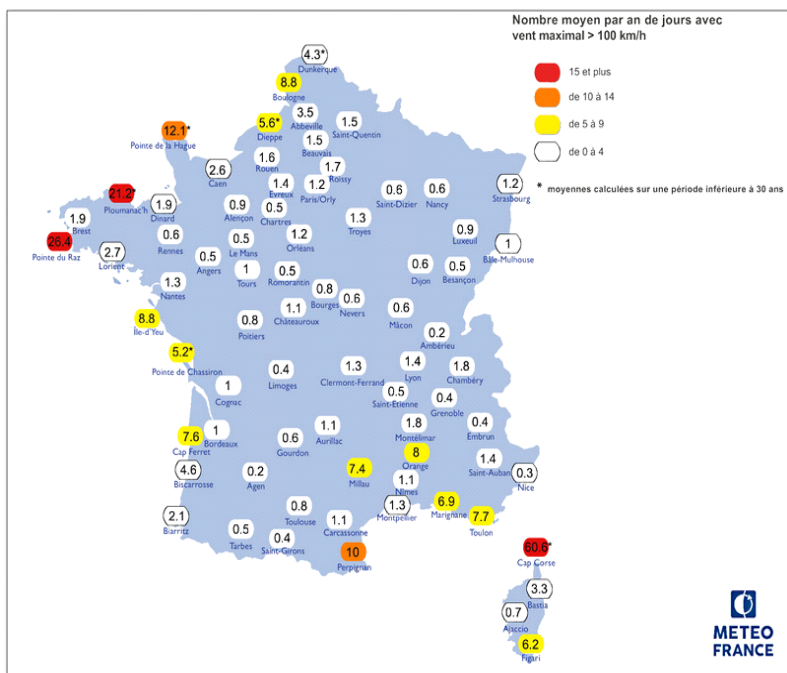 Nombre moyen par an de jours avec
vent maximal > 100 km/h
15 et plus
de 10 à 14
de 5 à 9
de 0 à 4
* moyennes calculées sur une période inférieure à 30 ans
4.3*
Dunkerque
8.8
Boulogne
3.5
Abbeville
5.6*
Dieppe
1.5
Saint-Quentin
12.1*
Pointe de la Hague
1.5
Beauvais
1.6
Rouen
1.7
Roissy
2.6
Caen
1.4
Evreux
1.2
Paris/Orly
0.6
Saint-Dizier
0.6
Nancy
1.2
Strasbourg
21.2*
Ploumanac'h
1.9
Dinard
0.9
Alençon
0.5
Chartres
1.9
Brest
1.3
Troyes
26.4
Pointe du Raz
0.6
Rennes
0.5
Le Mans
1.2
Orléans
0.9
Luxeuil
1
Bâle-Mulhouse
2.7
Lorient
0.5
Angers
1
Tours
0.5
Romorantin
0.6
Dijon
0.5
Besançon
1.3
Nantes
0.8
Bourges
0.6
Nevers
1.1
Châteauroux
0.6
Mâcon
8.8
Île-d'Yeu
0.8
Poitiers
0.2
Ambérieu
5.2*
Pointe de Chassiron
0.4
Limoges
1.3
Clermont-Ferrand
1.4
Lyon
1.8
Chambéry
1
Cognac
0.5
Saint-Etienne
0.4
Grenoble
7.6
Cap Ferret
1
Bordeaux
1.1
Aurillac
1.8
Montélimar
0.4
Embrun
0.6
Gourdon
8
Orange
4.6
Biscarrosse
0.2
Agen
7.4
Millau
1.4
Saint-Auban
0.3
Nice
1.1
Nîmes
2.1
Biarritz
0.8
Toulouse
1.3
Montpellier
6.9
Marignane
7.7
Toulon
0.5
Tarbes
0.4
Saint-Girons
1.1
Carcassonne
10
Perpignan
60.6*
Cap Corse
3.3
Bastia
0.7
Ajaccio
6.2
Figari
METEO
FRANCE